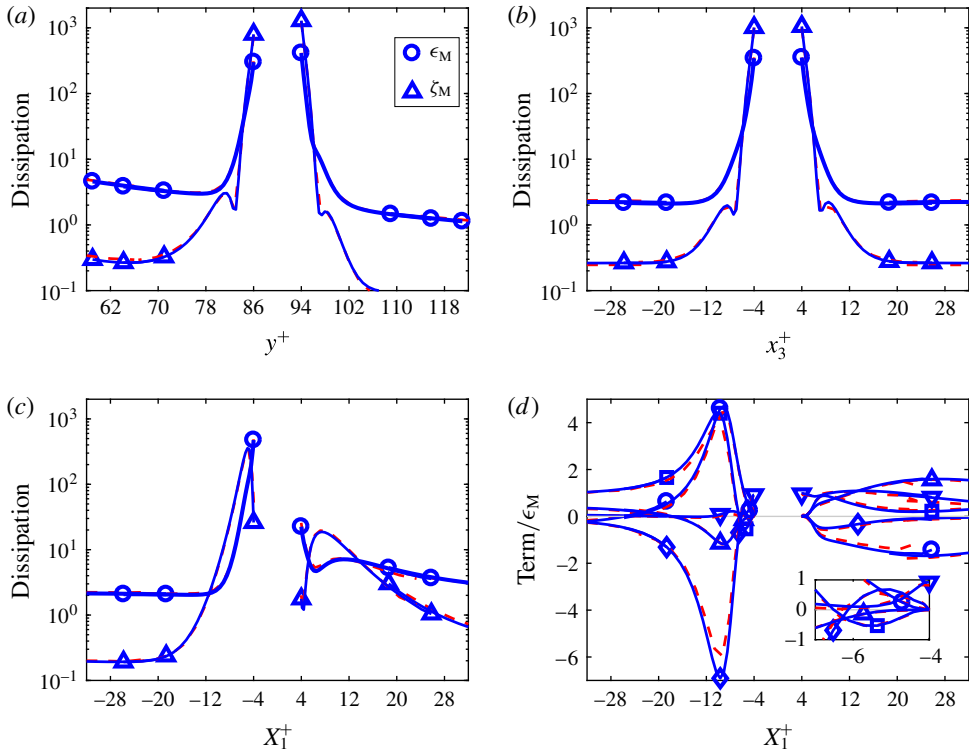 (a)
10³
10²
10¹
10⁰
10⁻¹
Dissipation
ϵ_M
ζ_M
62 70 78 86 94 102 110 118
y⁺
(b)
10³
10²
10¹
10⁰
10⁻¹
Dissipation
−28 −20 −12 −4 4 12 20 28
x₃⁺
(c)
10³
10²
10¹
10⁰
10⁻¹
Dissipation
−28 −20 −12 −4 4 12 20 28
X₁⁺
(d)
4
2
0
−2
−4
−6
Term/ϵ_M
1
0
−1
−6 −4
−28 −20 −12 −4 4 12 20 28
X₁⁺